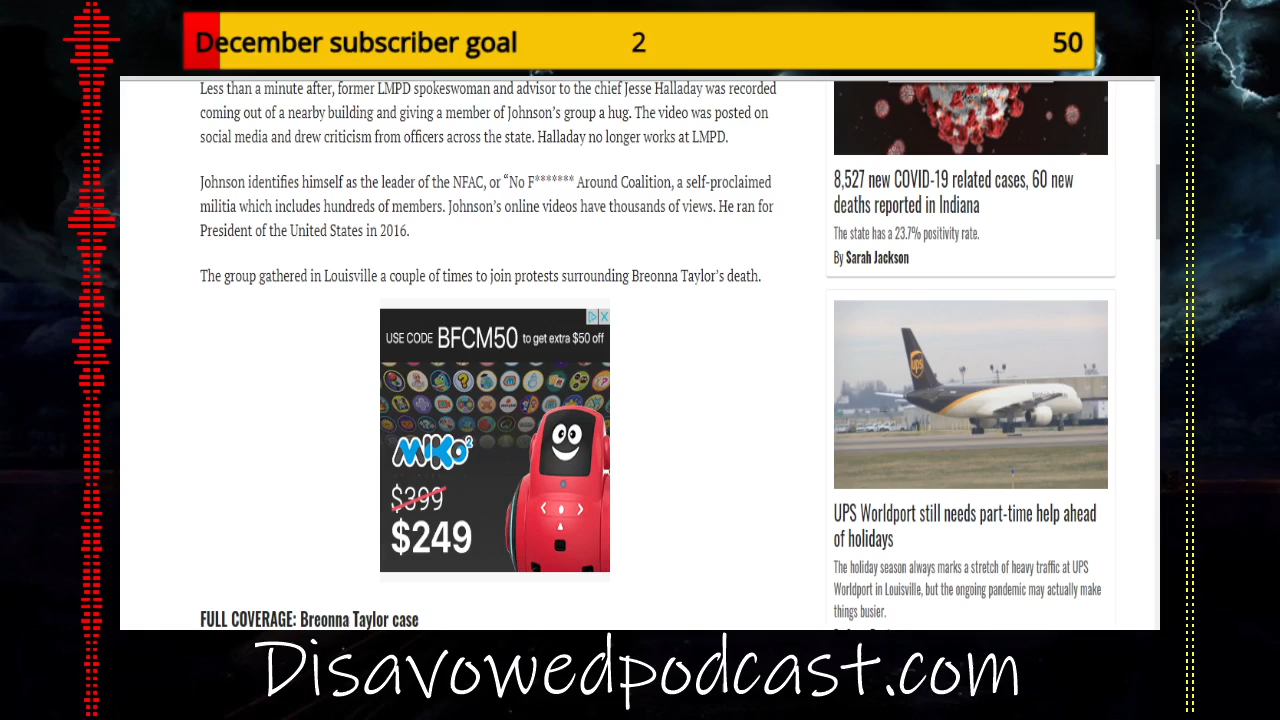 December subscriber goal 2 50
Less than a minute after, former LMPD spokeswoman and advisor to the chief Jesse Halladay was recorded
coming out of a nearby building and giving a member of Johnson's group a hug. The video was posted on
social media and drew criticism from officers across the state. Halladay no longer works at LMPD.
Johnson identifies himself as the leader of the NFAC, or “No F******* Around Coalition, a self-proclaimed
militia which includes hundreds of members. Johnson's online videos have thousands of views. He ran for
President of the United States in 2016.
The group gathered in Louisville a couple of times to join protests surrounding Breonna Taylor's death.
USE CODE BFCM50 to get extra $50 off
MIKO2
$399
$249
FULL COVERAGE: Breonna Taylor case
8,527 new COVID-19 related cases, 60 new
deaths reported in Indiana
The state has a 23.7% positivity rate.
By Sarah Jackson
ups
UPS Worldport still needs part-time help ahead
of holidays
The holiday season always marks a stretch of heavy traffic at UPS
Worldport in Louisville, but the ongoing pandemic may actually make
things busier.
Disavowedpodcast.com